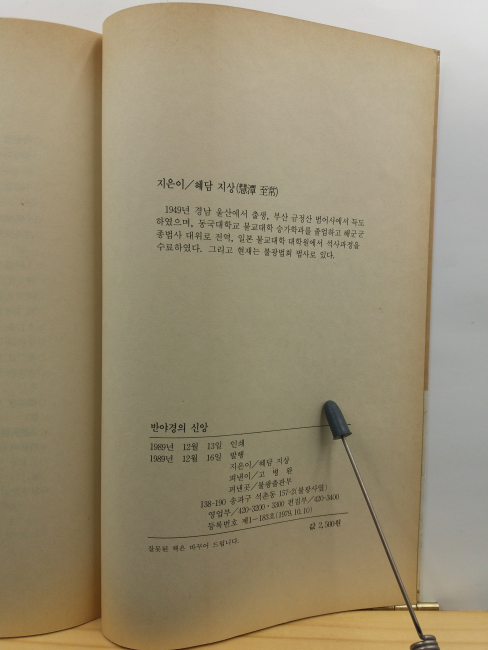 지은이/혜담 지상(慧潭 至常)
1949년 경남 울산에서 출생, 부산 금정산 범어사에서 득도
하였으며, 동국대학교 불교대학 승가학과를 졸업하고 해군 군
종법사 대위로 전역, 일본 불교대학 대학원에서 석사과정을
수료하였다. 그리고 현재는 불광법회 법사로 있다.
반야경의 신앙
1989년 12월 13일 인쇄
1989년 12월 16일 발행
지은이/혜담 지상
펴낸이/고 병 완
펴낸곳/불광출판부
138-190 송파구 석촌동 157-2(불광사옥)
영업부/420-3200·3300 편집부/420-3400
등록번호 제1-183호(1979.10.10)
값 2,500원
잘못된 책은 바꾸어 드립니다.